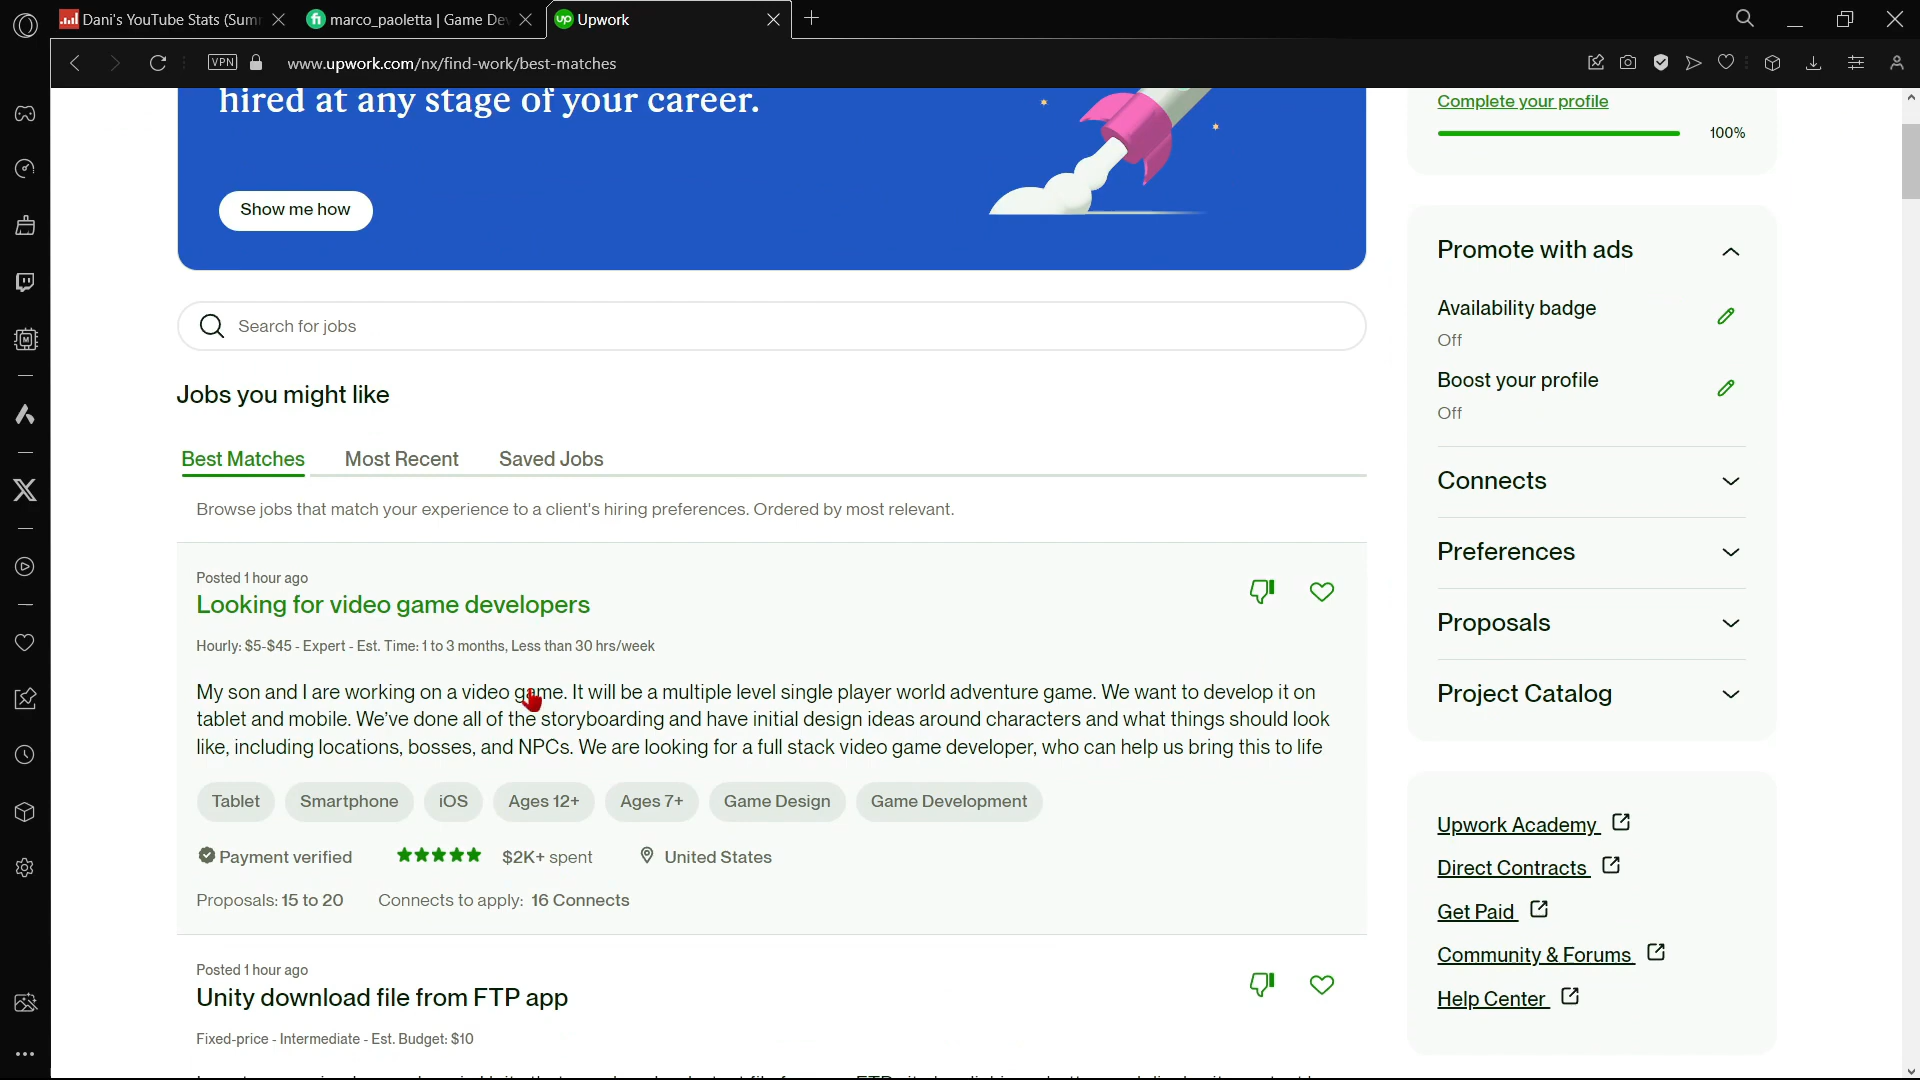 Dani's YouTube Stats (Sum
marco_paoletta | Game De
Upwork
VPN
www.upwork.com/nx/find-work/best-matches
hired at any stage of your career.
Show me how
Complete your profile
100%
Promote with ads
Availability badge
Off
Boost your profile
Off
Connects
Preferences
Proposals
Project Catalog
Upwork Academy
Direct Contracts
Get Paid
Community & Forums
Help Center
Search for jobs
Jobs you might like
Best Matches Most Recent Saved Jobs
Browse jobs that match your experience to a client's hiring preferences. Ordered by most relevant.
Posted 1 hour ago
Looking for video game developers
Hourly: $5-$45 - Expert - Est. Time: 1 to 3 months, Less than 30 hrs/week
My son and I are working on a video game. It will be a multiple level single player world adventure game. We want to develop it on
tablet and mobile. We've done all of the storyboarding and have initial design ideas around characters and what things should look
like, including locations, bosses, and NPCs. We are looking for a full stack video game developer, who can help us bring this to life
Tablet Smartphone iOS Ages 12+ Ages 7+ Game Design Game Development
Payment verified $2K+ spent United States
Proposals: 15 to 20 Connects to apply: 16 Connects
Posted 1 hour ago
Unity download file from FTP app
Fixed-price - Intermediate - Est. Budget: $10